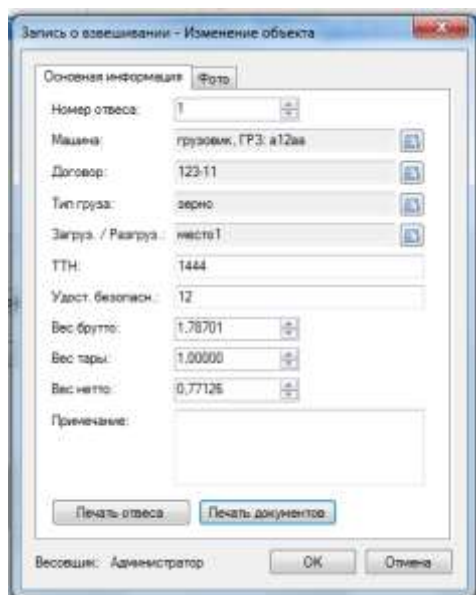 Запись о взвешивании - Изменение объекта
Основная информация Фото
Номер отвеса: 1
Машина: грузовик, ГРЗ: а12аа
Договор: 123-11
Тип груза: зерно
Загруз. / Разгруз.: место1
ТТН: 1444
Удост. безопасн.: 12
Вес брутто: 1,78701
Вес тары: 1,00000
Вес нетто: 0,77126
Примечание:
Печать отвеса Печать документов
Весовщик: Администратор OK Отмена